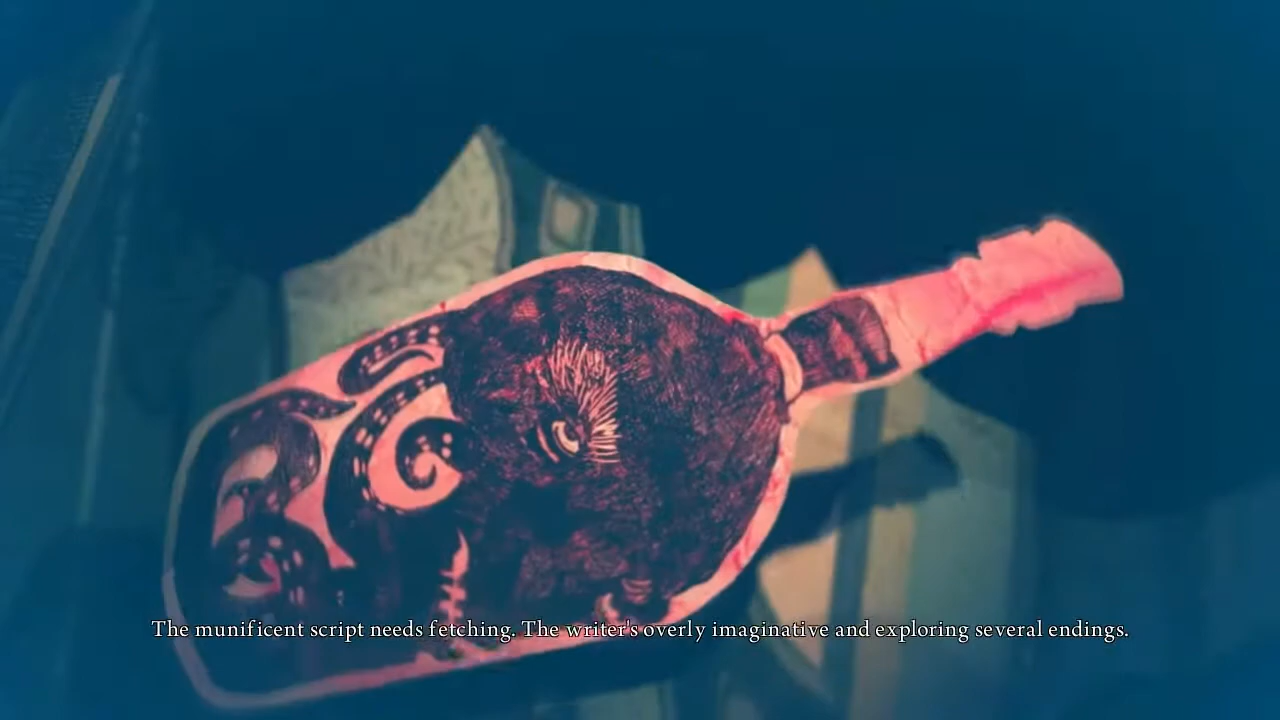 The munificent script needs fetching. The writer's overly imaginative and exploring several endings.